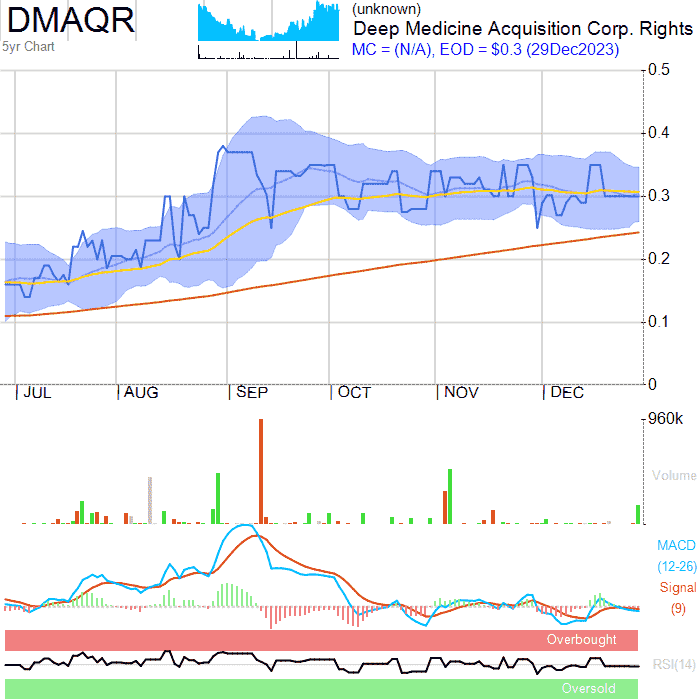 DMAQR
5yr Chart
(unknown)
Deep Medicine Acquisition Corp. Rights
MC = (N/A), EOD = $0.3 (29Dec2023)
0.5
0.4
0.3
0.2
0.1
0
JUL AUG SEP OCT NOV DEC
960k
Volume
MACD
(12-26)
Signal
(9)
Overbought
RSI(14)
Oversold